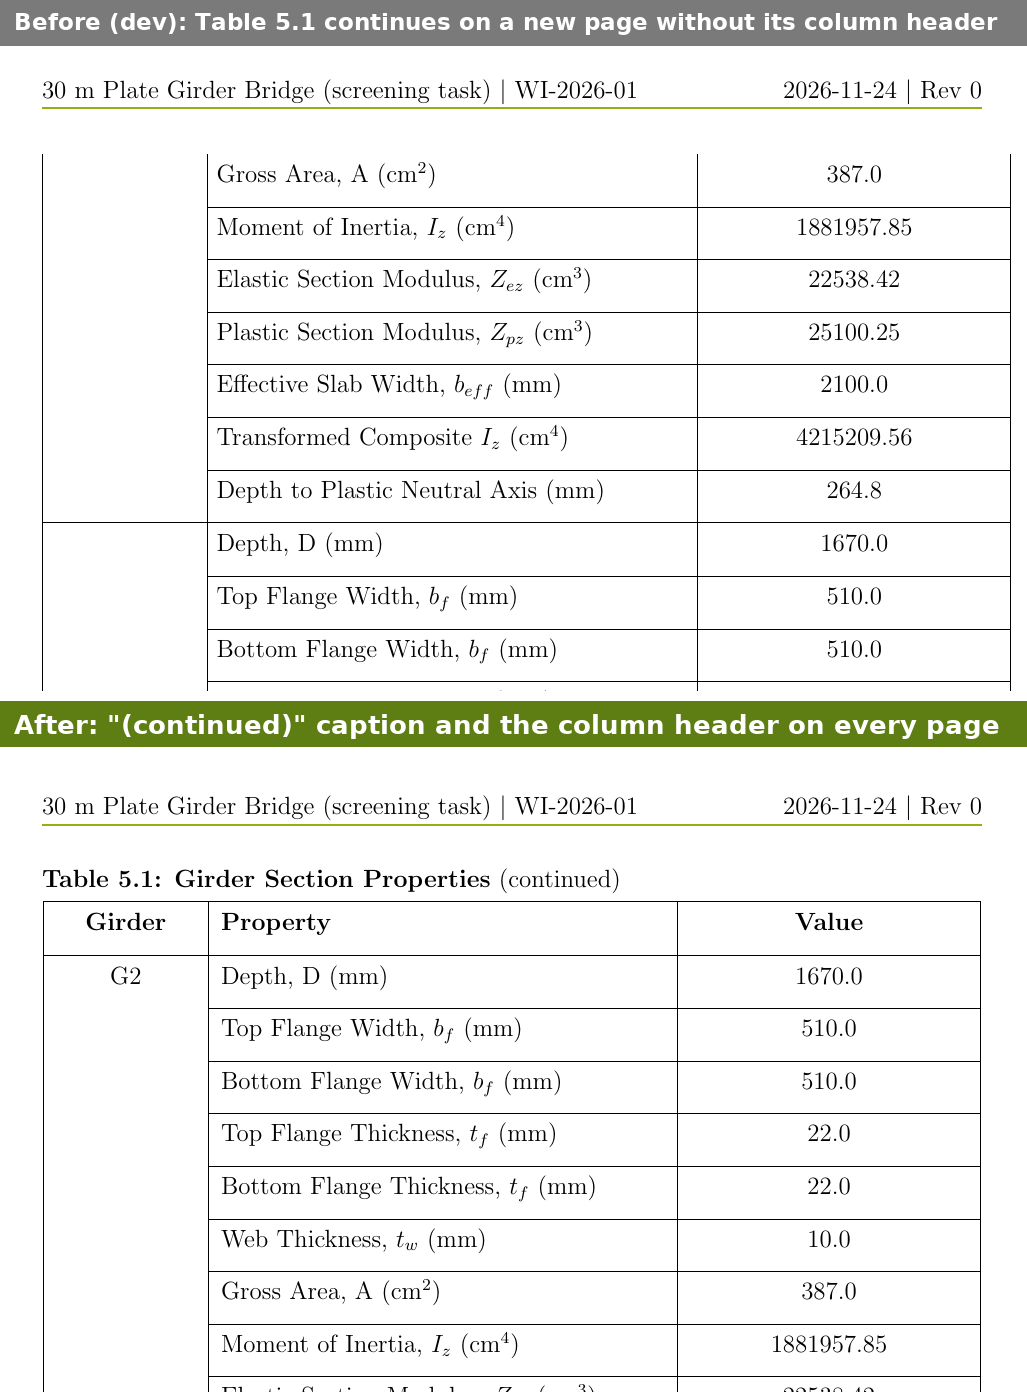 Before (dev): Table 5.1 continues on a new page without its column header
30 m Plate Girder Bridge (screening task) | WI-2026-01 2026-11-24 | Rev 0
Gross Area, A (cm²) 387.0
Moment of Inertia, I_z (cm⁴) 1881957.85
Elastic Section Modulus, Z_ez (cm³) 22538.42
Plastic Section Modulus, Z_pz (cm³) 25100.25
Effective Slab Width, b_eff (mm) 2100.0
Transformed Composite I_z (cm⁴) 4215209.56
Depth to Plastic Neutral Axis (mm) 264.8
Depth, D (mm) 1670.0
Top Flange Width, b_f (mm) 510.0
Bottom Flange Width, b_f (mm) 510.0
After: "(continued)" caption and the column header on every page
30 m Plate Girder Bridge (screening task) | WI-2026-01 2026-11-24 | Rev 0
Table 5.1: Girder Section Properties (continued)
Girder Property Value
G2 Depth, D (mm) 1670.0
Top Flange Width, b_f (mm) 510.0
Bottom Flange Width, b_f (mm) 510.0
Top Flange Thickness, t_f (mm) 22.0
Bottom Flange Thickness, t_f (mm) 22.0
Web Thickness, t_w (mm) 10.0
Gross Area, A (cm²) 387.0
Moment of Inertia, I_z (cm⁴) 1881957.85